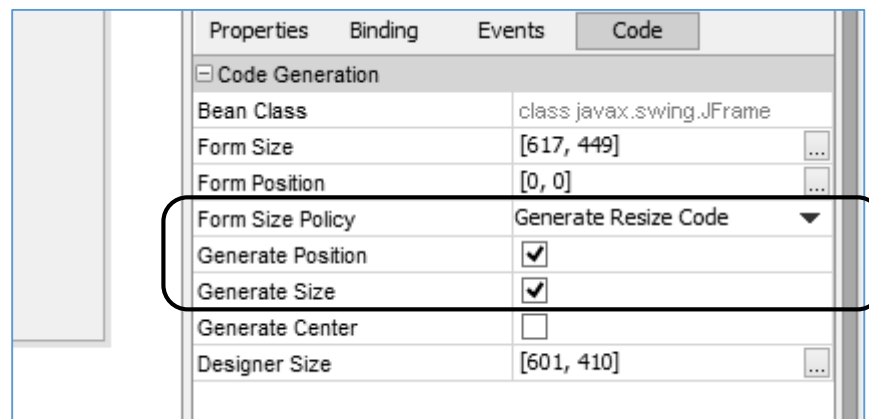 Properties Binding Events Code
Code Generation
Bean Class class javax.swing.JFrame
Form Size [617, 449] ...
Form Position [0, 0] ...
Form Size Policy Generate Resize Code
Generate Position
Generate Size
Generate Center
Designer Size [601, 410] ...